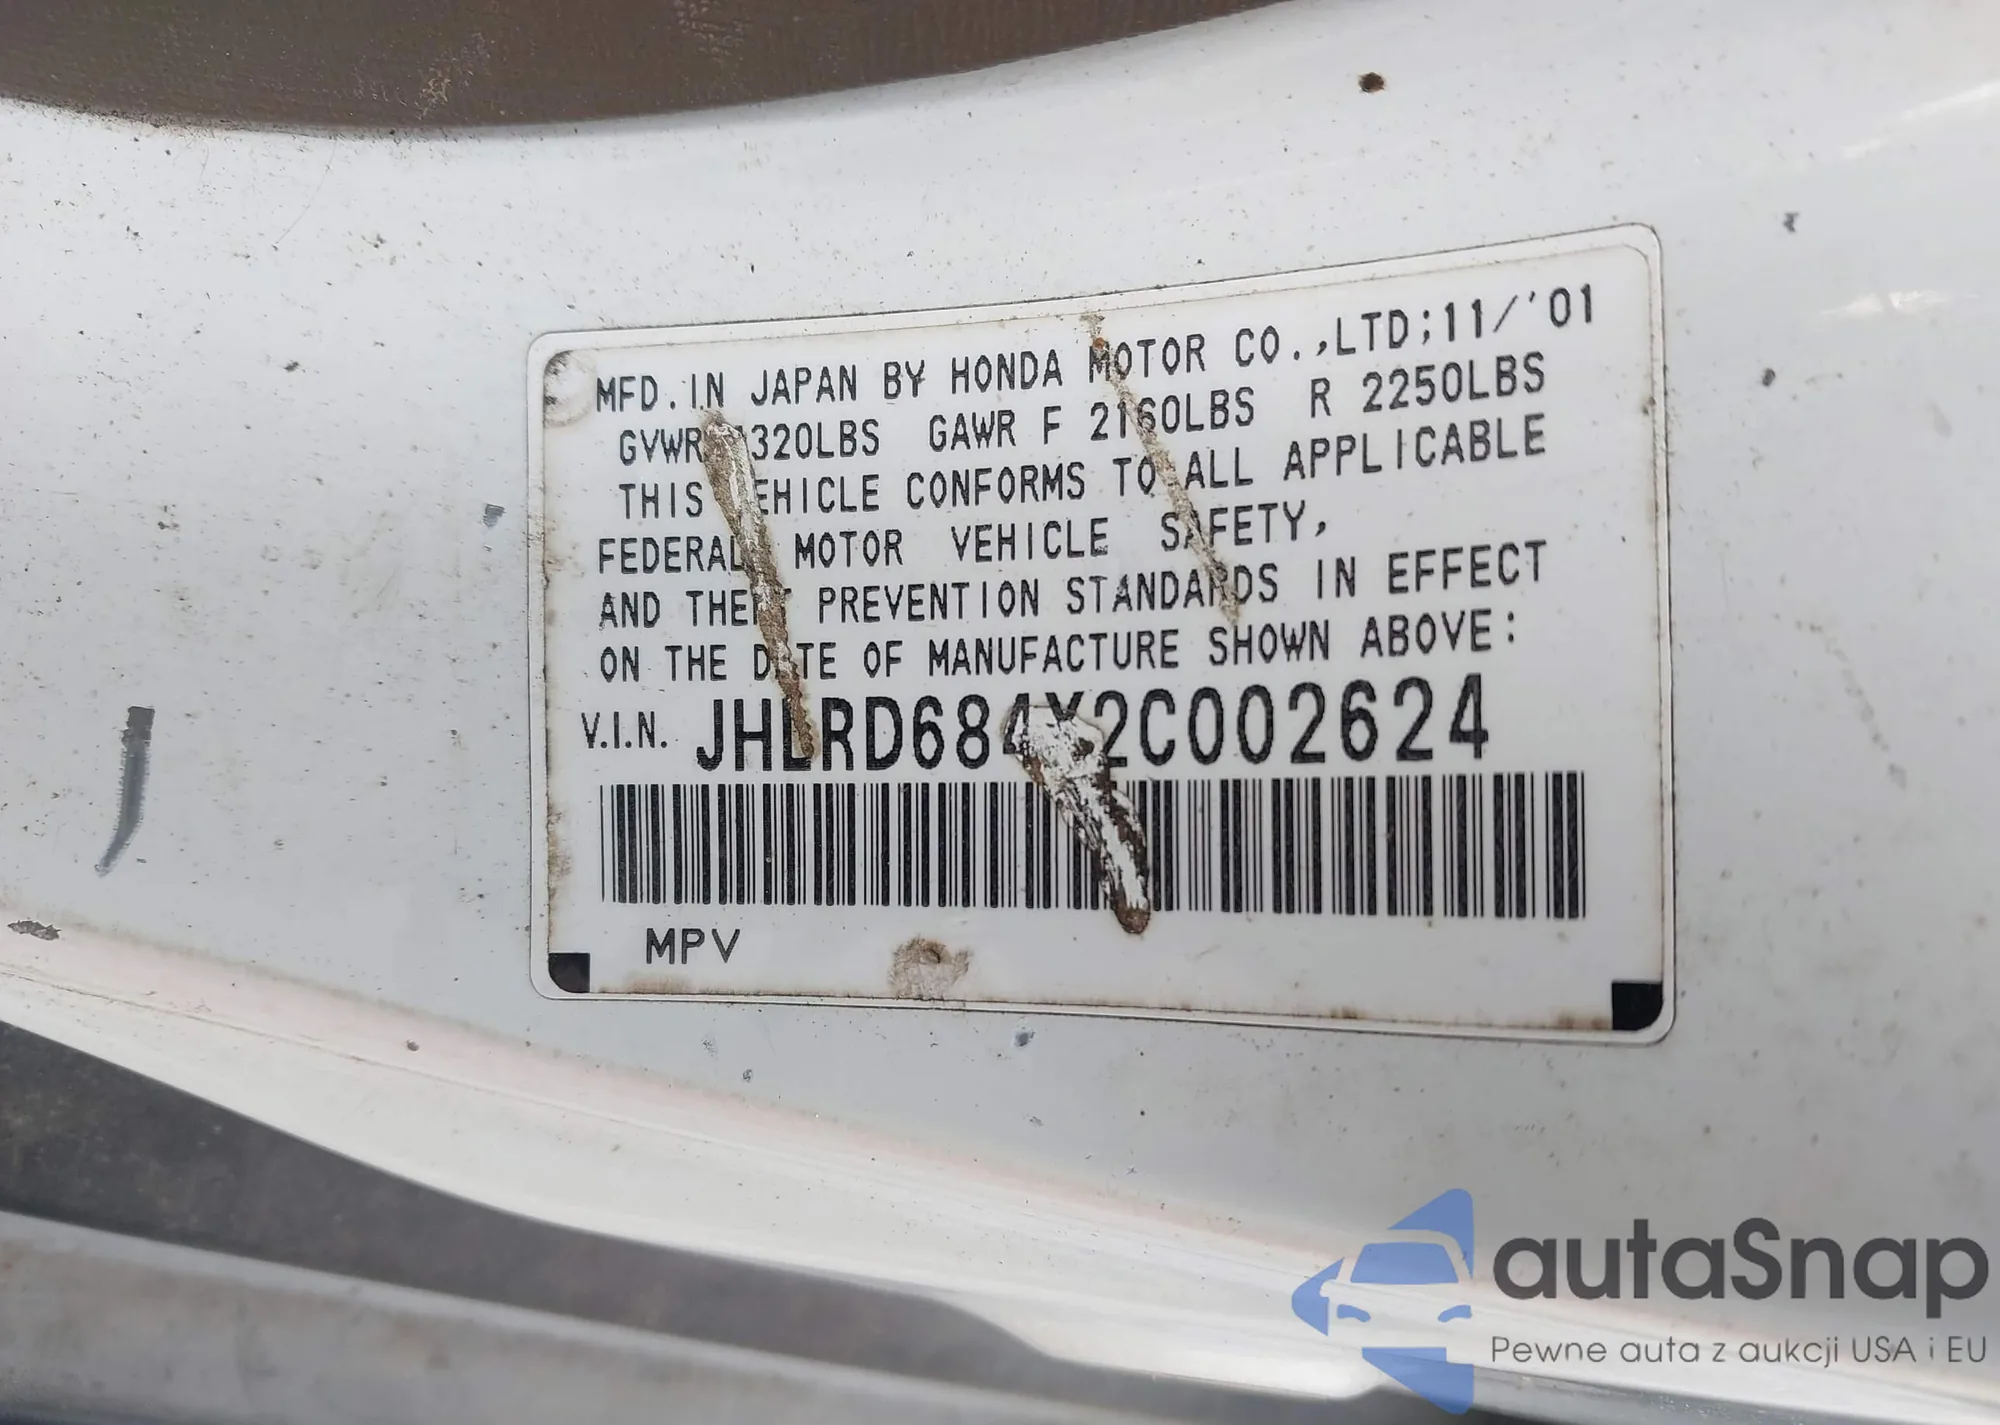 MFD. IN JAPAN BY HONDA MOTOR CO.,LTD;11/'01
GVWR GAWR F 2160LBS R 2250LBS
THIS VEHICLE CONFORMS TO ALL APPLICABLE
FEDERAL MOTOR VEHICLE SAFETY,
AND THEFT PREVENTION STANDARDS IN EFFECT
ON THE DATE OF MANUFACTURE SHOWN ABOVE:
V.I.N. JHLRD684X2C002624
MPV
autaSnap
Pewne auta z aukcji USA i EU